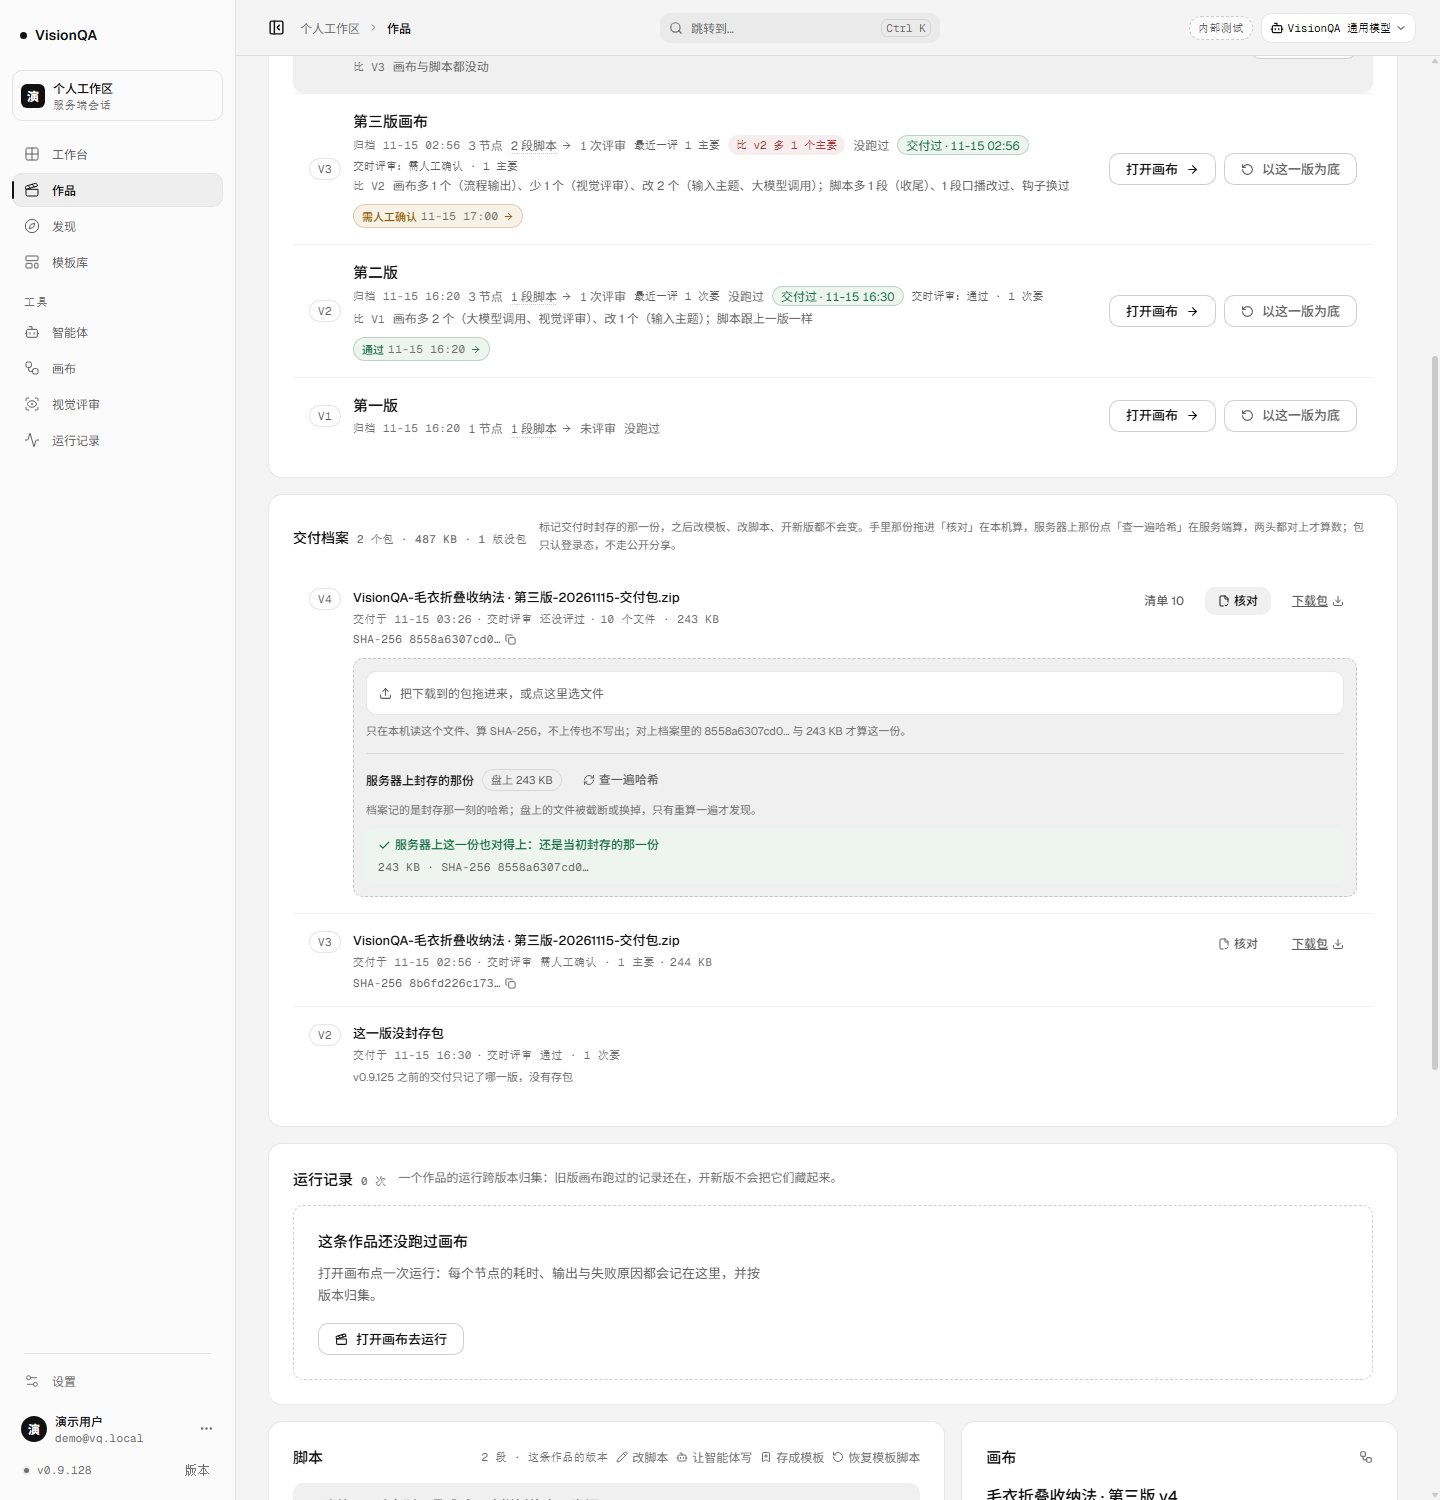 VisionQA
演
个人工作区
服务端会话
工作台
作品
发现
模板库
工具
智能体
画布
视觉评审
运行记录
设置
演
演示用户
demo@vq.local
v0.9.128
版本
个人工作区 > 作品
跳转到…
Ctrl K
内部测试
VisionQA 通用模型
比 V3 画布与脚本都没动
V3
第三版画布
归档 11-15 02:56 3 节点 2 段脚本 → 1 次评审 最近一评 1 主要 比 v2 多 1 个主要 没跑过 交付过 · 11-15 02:56
交付时评审: 需人工确认 · 1 主要
比 V2 画布多 1 个（流程输出）、少 1 个（视觉评审）、改 2 个（输入主题、大模型调用）；脚本多 1 段（收尾）、1 段口播改过、钩子换过
需人工确认 11-15 17:00 →
打开画布 →
以这一版为底
V2
第二版
归档 11-15 16:20 3 节点 1 段脚本 → 1 次评审 最近一评 1 次要 没跑过 交付过 · 11-15 16:30 交时评审: 通过 · 1 次要
比 V1 画布多 2 个（大模型调用、视觉评审）、改 1 个（输入主题）；脚本跟上一版一样
通过 11-15 16:20 →
打开画布 →
以这一版为底
V1
第一版
归档 11-15 16:20 1 节点 1 段脚本 → 未评审 没跑过
打开画布 →
以这一版为底
交付档案 2 个包 · 487 KB · 1 版没包
标记交付时封存的那一份，之后改模板、改脚本、开新版都不会变。手里那份拖进「核对」在本机算，服务器上那份点「查一遍哈希」在服务端算，两头都对上才算数；包
只认登录态，不走公开分享。
V4
VisionQA-毛衣折叠收纳法 · 第三版-20261115-交付包.zip
交付于 11-15 03:26 · 交时评审 还没评过 · 10 个文件 · 243 KB
SHA-256 8558a6307cd0…
清单 10
核对
下载包
把下载到的包拖进来，或点这里选文件
只在本机读这个文件、算 SHA-256，不上传也不写出；对上档案里的 8558a6307cd0… 与 243 KB 才算这一份。
服务器上封存的那份 盘上 243 KB 查一遍哈希
档案记的是封存那一刻的哈希；盘上的文件被截断或换掉，只有重算一遍才发现。
服务器上这一份也对得上：还是当初封存的那一份
243 KB · SHA-256 8558a6307cd0…
V3
VisionQA-毛衣折叠收纳法 · 第三版-20261115-交付包.zip
交付于 11-15 02:56 · 交时评审 需人工确认 · 1 主要 · 244 KB
SHA-256 8b6fd226c173…
核对
下载包
V2
这一版没封存包
交付于 11-15 16:30 · 交时评审 通过 · 1 次要
v0.9.125 之前的交付只记了哪一版，没有存包
运行记录 0 次 一个作品的运行跨版本归集：旧版画布跑过的记录还在，开新版不会把它们藏起来。
这条作品还没跑过画布
打开画布点一次运行：每个节点的耗时、输出与失败原因都会记在这里，并按
版本归集。
打开画布去运行
脚本
2 段 · 这条作品的版本 改脚本 让智能体写 存成模板 恢复模板脚本
画布
毛衣折叠收纳法 · 第三版 v4